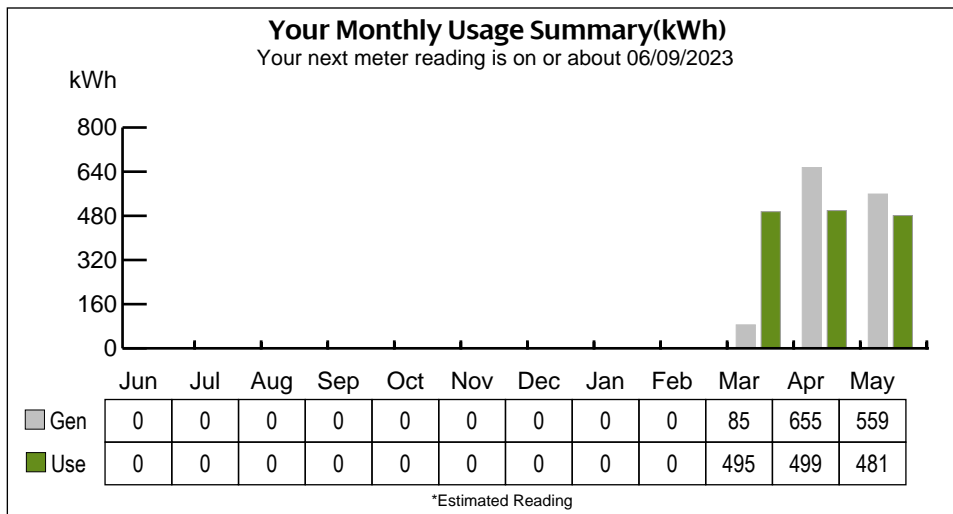 Your Monthly Usage Summary(kWh)
Your next meter reading is on or about 06/09/2023
kWh
800
640
480
320
160
0
Jun Jul Aug Sep Oct Nov Dec Jan Feb Mar Apr May
Gen 0 0 0 0 0 0 0 0 0 85 655 559
Use 0 0 0 0 0 0 0 0 0 495 499 481
*Estimated Reading